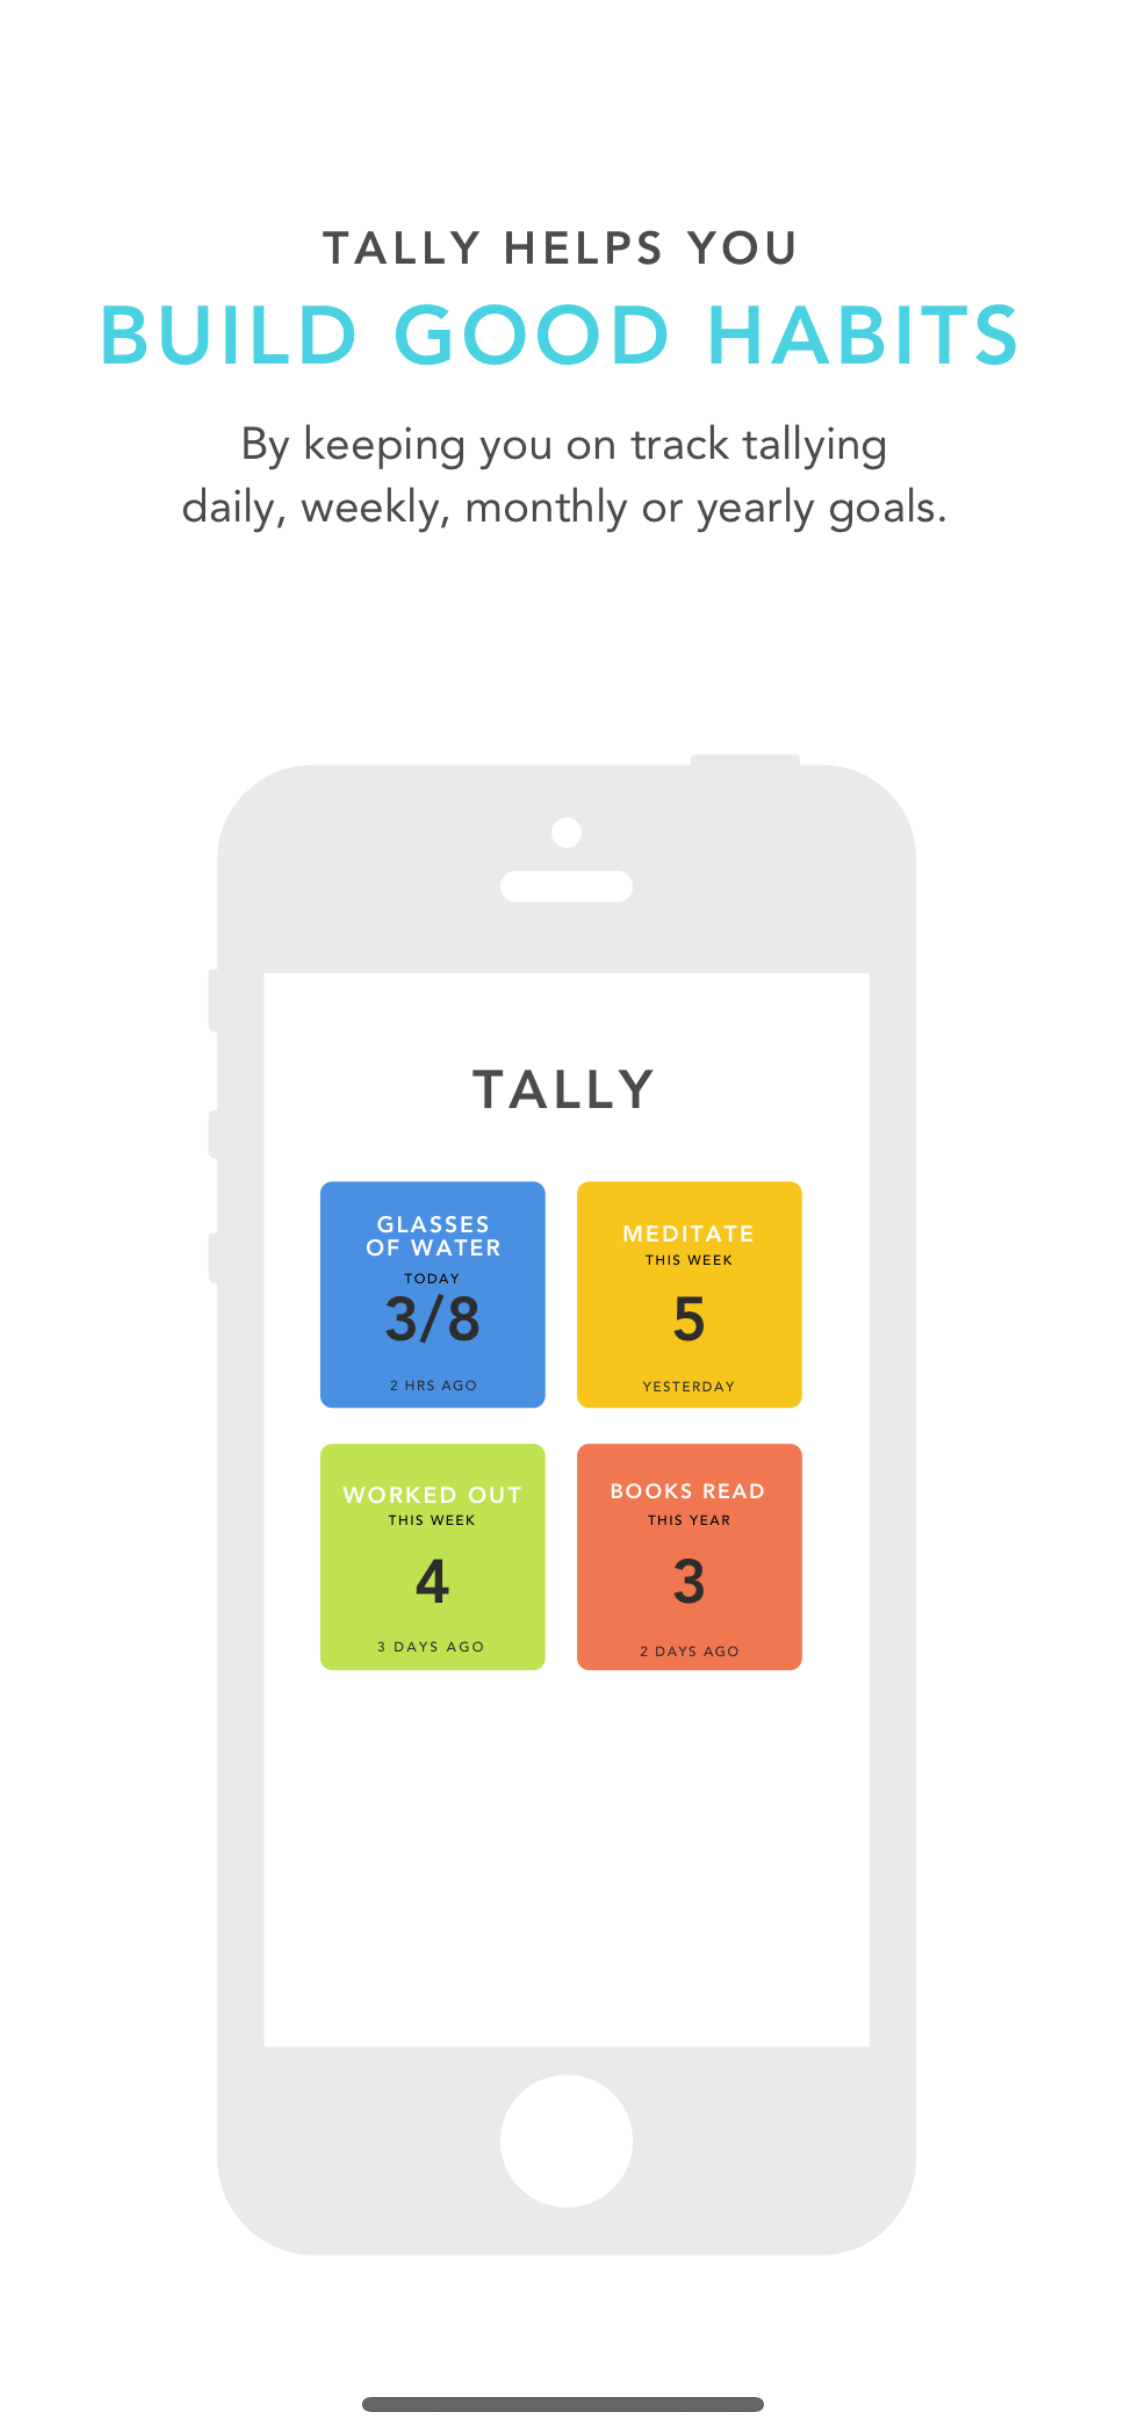 TALLY HELPS YOU
BUILD GOOD HABITS
By keeping you on track tallying
daily, weekly, monthly or yearly goals.
TALLY
GLASSES
OF WATER
TODAY
3/8
2 HRS AGO
MEDITATE
THIS WEEK
5
YESTERDAY
WORKED OUT
THIS WEEK
4
3 DAYS AGO
BOOKS READ
THIS YEAR
3
2 DAYS AGO